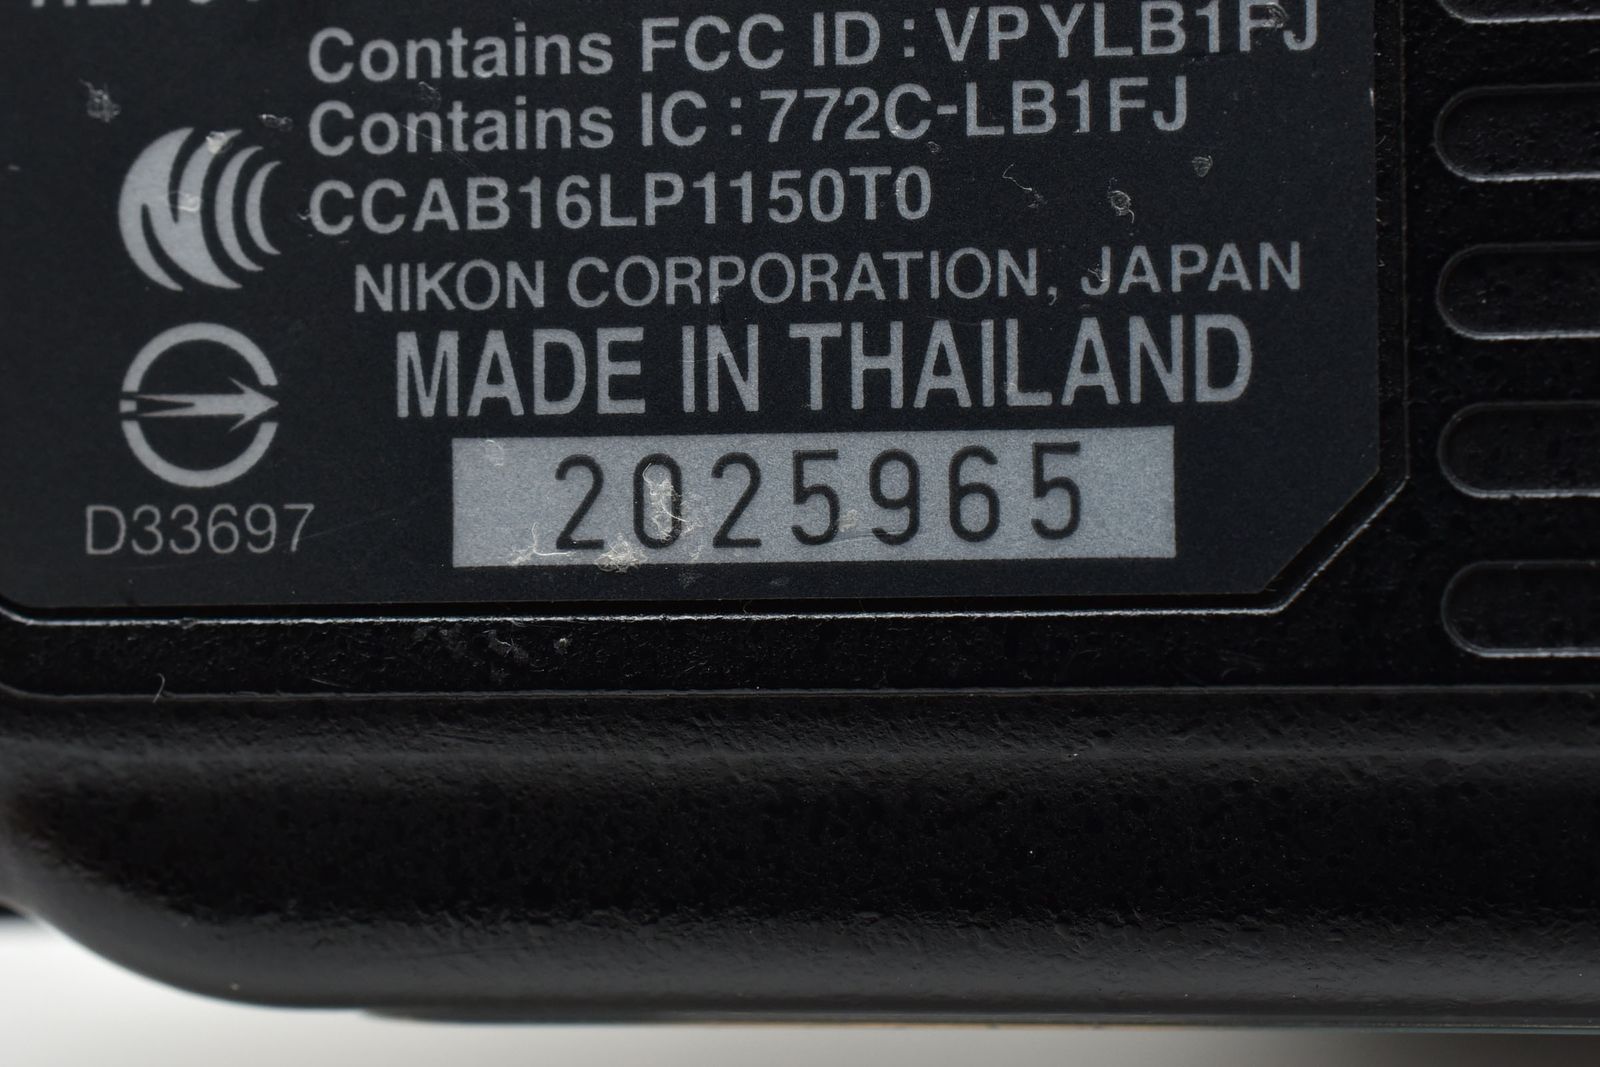 Contains FCC ID : VPYLB1FJ
Contains IC : 772C-LB1FJ
CCAB16LP1150T0
NIKON CORPORATION, JAPAN
MADE IN THAILAND
2025965
D33697